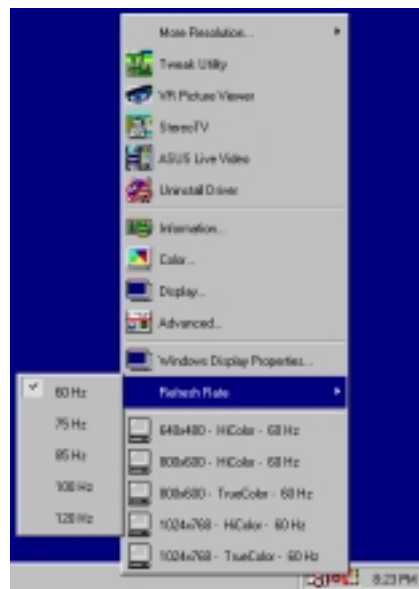 More Resolution...
Tweak Utility
VR Picture Viewer
StereoTV
ASUS Live Video
Uninstall Driver
Information...
Color...
Display...
Advanced...
Windows Display Properties...
Refresh Rate
60 Hz
75 Hz
85 Hz
100 Hz
120 Hz
640x480 - HiColor - 60 Hz
800x600 - HiColor - 60 Hz
800x600 - TrueColor - 60 Hz
1024x768 - HiColor - 60 Hz
1024x768 - TrueColor - 60 Hz
8:23 PM